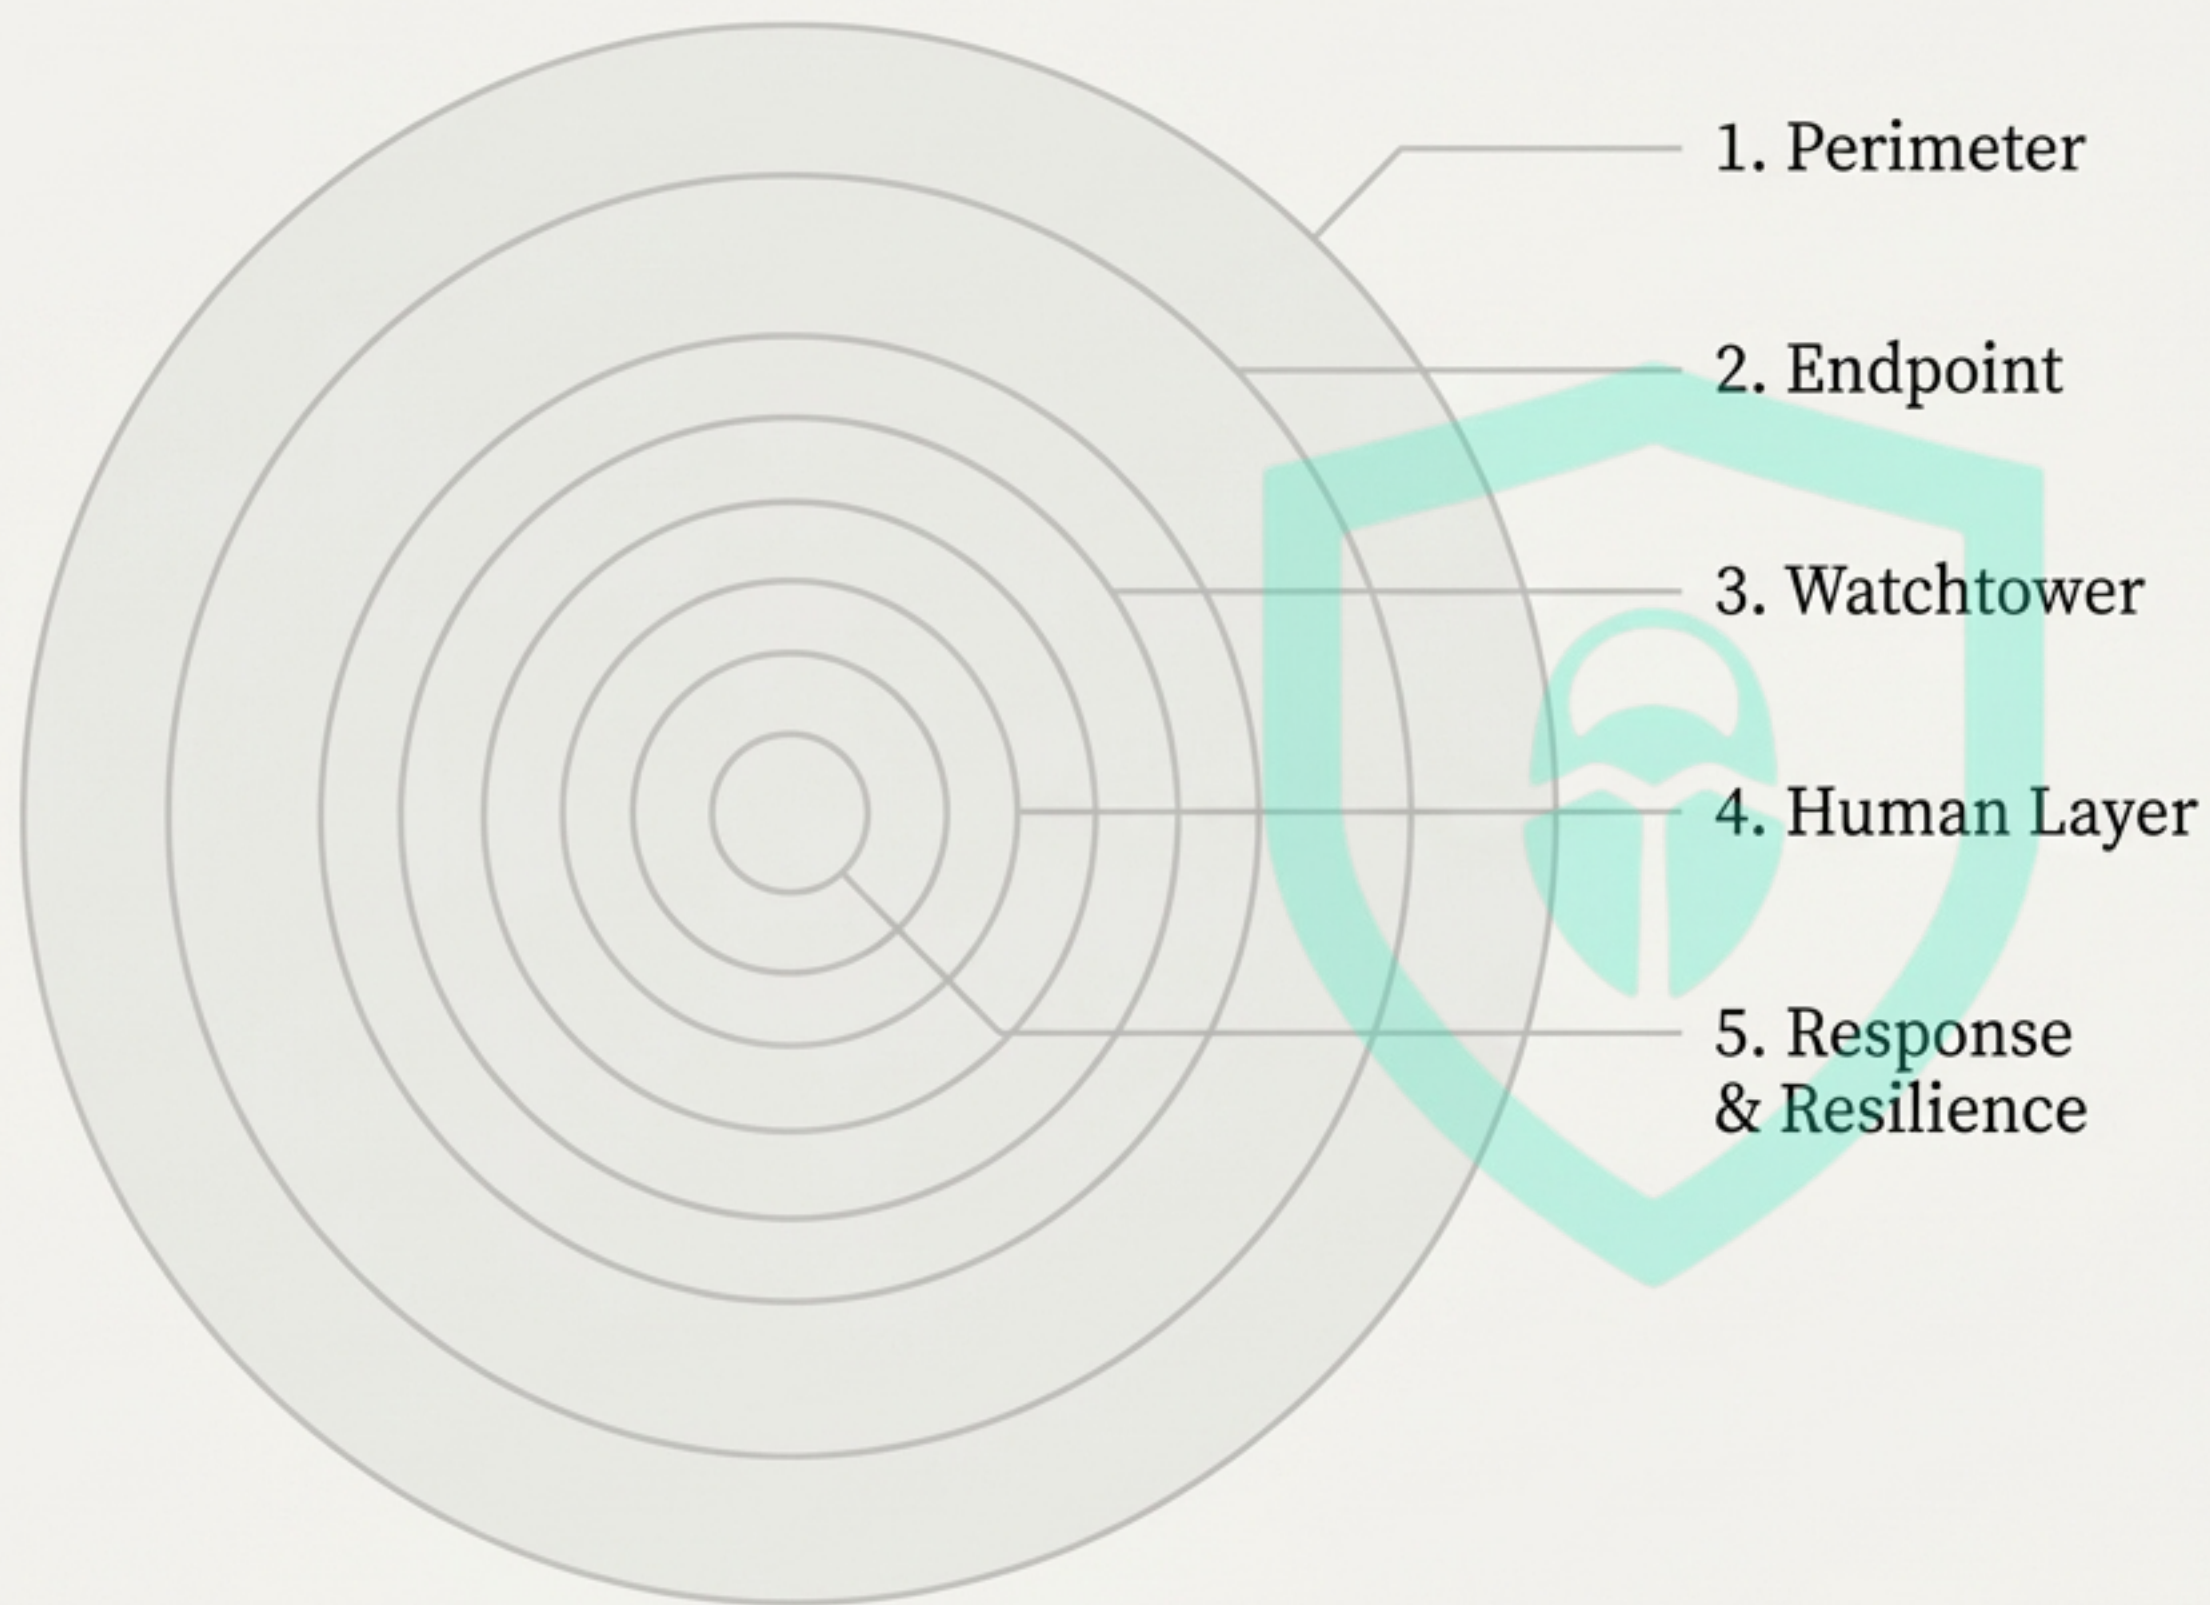 1. Perimeter
2. Endpoint
3. Watchtower
4. Human Layer
5. Response
& Resilience